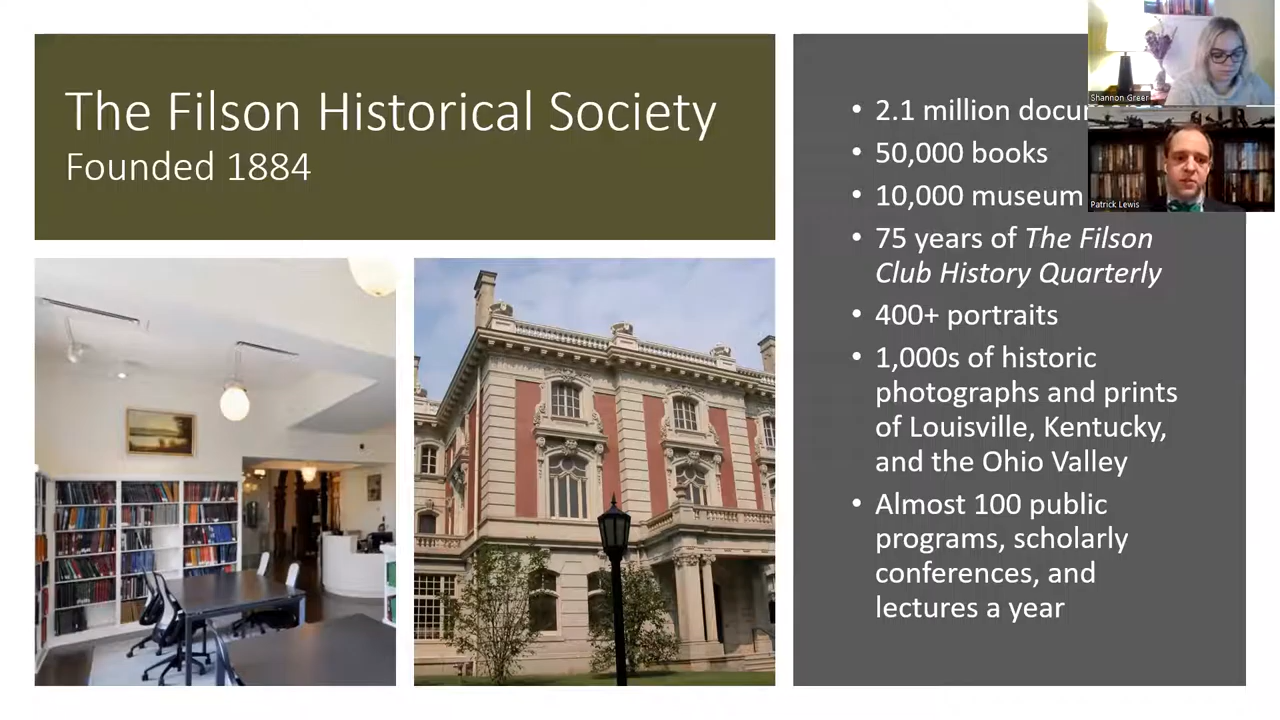 The Filson Historical Society
Founded 1884
• 2.1 million
• 50,000 books
• 10,000 museum
• 75 years of The Filson
Club History Quarterly
• 400+ portraits
• 1,000s of historic
photographs and prints
of Louisville, Kentucky,
and the Ohio Valley
• Almost 100 public
programs, scholarly
conferences, and
lectures a year
Shannon Greer
Patrick Lewis